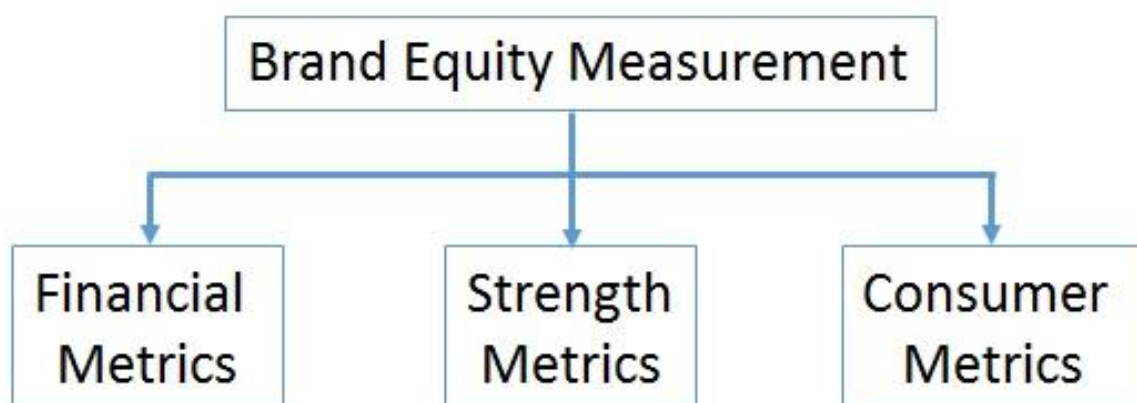 Brand Equity Measurement
Financial
Metrics
Strength
Metrics
Consumer
Metrics